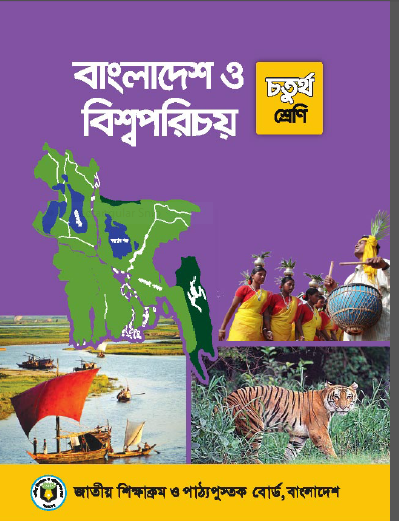 বাংলাদেশ ও
বিশ্বপরিচয়
চতুর্থ
শ্রেণি
জাতীয় শিক্ষাক্রম ও পাঠ্যপুস্তক বোর্ড, বাংলাদেশ